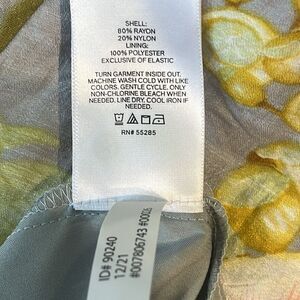 SHELL:
80% RAYON
20% NYLON
LINING:
100% POLYESTER
EXCLUSIVE OF ELASTIC
TURN GARMENT INSIDE OUT.
MACHINE WASH COLD WITH LIKE
COLORS. GENTLE CYCLE. ONLY
NON-CHLORINE BLEACH WHEN
NEEDED. LINE DRY. COOL IRON IF
NEEDED.
RN# 55285
ID# 90240
12/21
#007806743 #0003